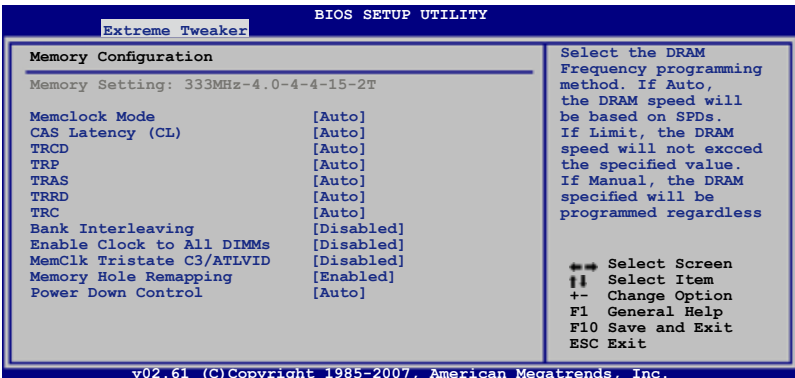 BIOS SETUP UTILITY
Extreme Tweaker
Memory Configuration
Memory Setting: 333MHz-4.0-4-4-15-2T
Memclock Mode [Auto]
CAS Latency (CL) [Auto]
TRCD [Auto]
TRP [Auto]
TRAS [Auto]
TRRD [Auto]
TRC [Auto]
Bank Interleaving [Disabled]
Enable Clock to All DIMMs [Disabled]
MemClk Tristate C3/ATLVID [Disabled]
Memory Hole Remapping [Enabled]
Power Down Control [Auto]
Select the DRAM
Frequency programming
method. If Auto,
the DRAM speed will
be based on SPDs.
If Limit, the DRAM
speed will not excced
the specified value.
If Manual, the DRAM
specified will be
programmed regardless
Select Screen
Select Item
+- Change Option
F1 General Help
F10 Save and Exit
ESC Exit
v02.61 (C)Copyright 1985-2007, American Megatrends, Inc.